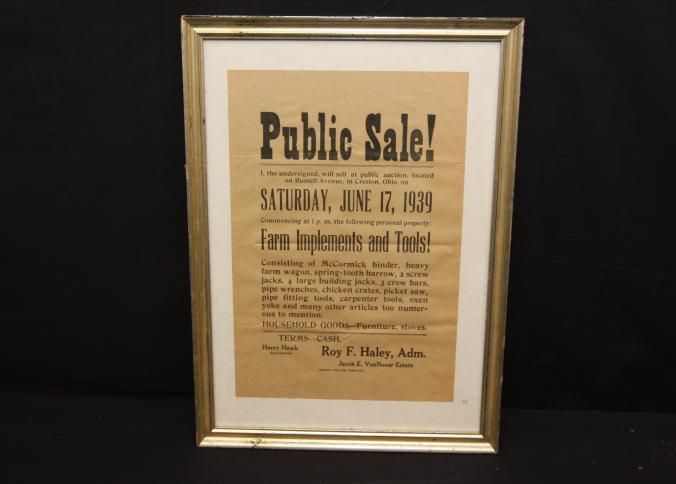 Public Sale!
I, the undersigned, will sell at public auction, located
on Russell Avenue, in Creston, Ohio, on
SATURDAY, JUNE 17, 1939
Commencing at 1 p. m. the following personal property:
Farm Implements and Tools!
Consisting of McCormick binder, heavy
farm wagon, spring-tooth harrow, 2 screw
jacks, 4 large building jacks, 3 crow bars,
pipe wrenches, chicken crates, picket saw,
pipe fitting tools, carpenter tools, oxen
yoke and many other articles too numer-
ous to mention.
HOUSEHOLD GOODS--Furniture, stoves.
TERMS CASH.
Harry Hawk
Auctioneer
Roy F. Haley, Adm.
Jacob E. VanNovar Estate